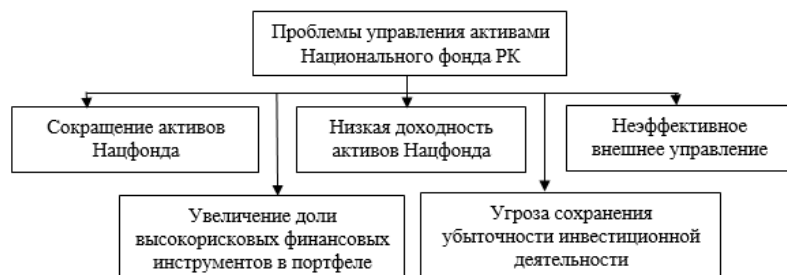 Проблемы управления активами
Национального фонда РК
Сокращение активов
Нацфонда
Низкая доходность
активов Нацфонда
Неэффективное
внешнее управление
Увеличение доли
высокорисковых финансовых
инструментов в портфеле
Угроза сохранения
убыточности инвестиционной
деятельности